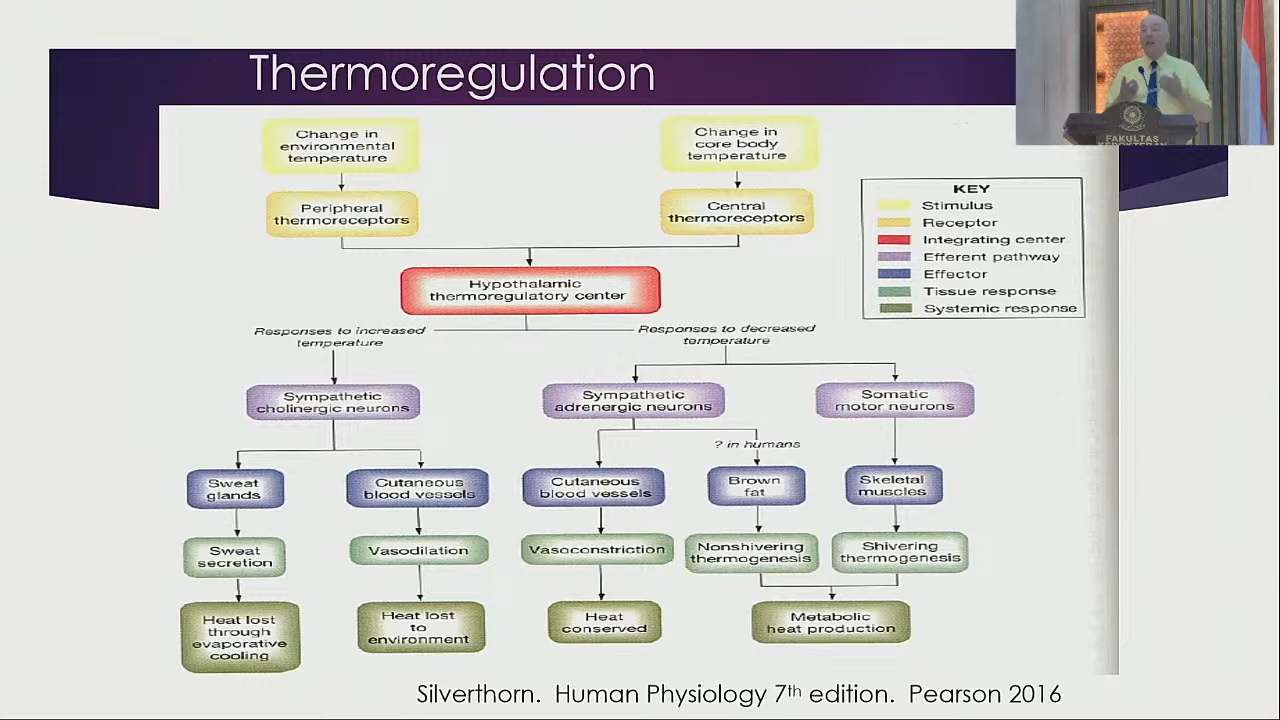 Thermoregulation
FAKULTAS
KEDOKTERAN
Change in
environmental
temperature
Change in
core body
temperature
Peripheral
thermoreceptors
Central
thermoreceptors
KEY
Stimulus
Receptor
Integrating center
Efferent pathway
Effector
Tissue response
Systemic response
Hypothalamic
thermoregulatory center
Responses to increased
temperature
Responses to decreased
temperature
Sympathetic
cholinergic neurons
Sympathetic
adrenergic neurons
Somatic
motor neurons
? in humans
Sweat
glands
Cutaneous
blood vessels
Cutaneous
blood vessels
Brown
fat
Skeletal
muscles
Sweat
secretion
Vasodilation
Vasoconstriction
Nonshivering
thermogenesis
Shivering
thermogenesis
Heat lost
through
evaporative
cooling
Heat lost
to
environment
Heat
conserved
Metabolic
heat production
Silverthorn. Human Physiology 7th edition. Pearson 2016